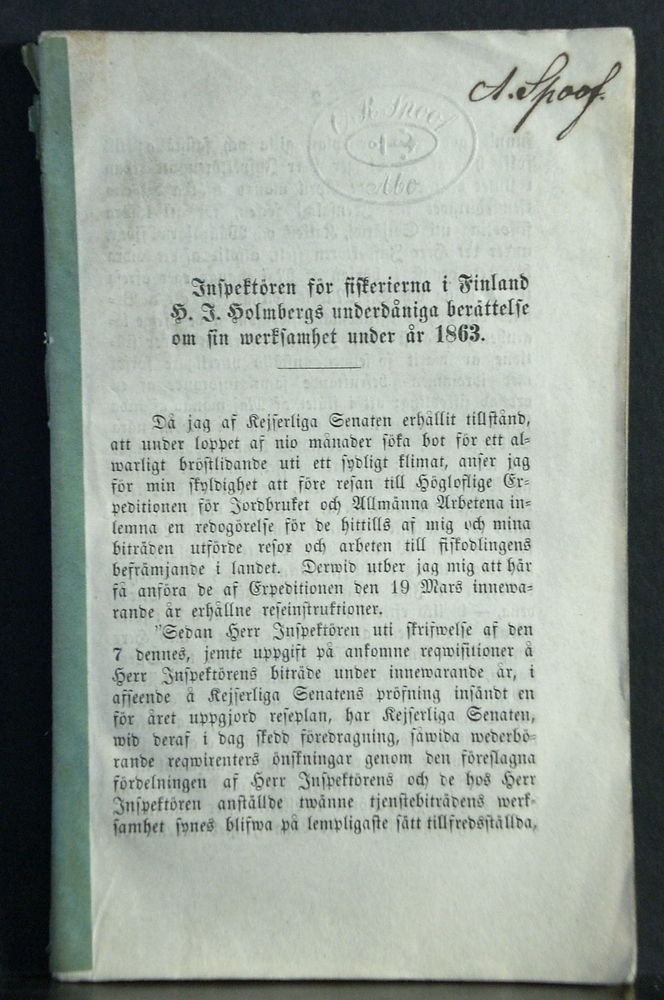 A. Spoof.
A. Spoof
Åbo
Inspektören för fiskerierna i Finland
H. J. Holmbergs underdåniga berättelse
om sin werksamhet under år 1863.
Då jag af Kejserliga Senaten erhållit tillstånd,
att under loppet af nio månader söka bot för ett al-
warligt bröstlidande uti ett sydligt klimat, anser jag
för min skyldighet att före resan till Högloflige Ex-
peditionen för Jordbruket och Allmänna Arbetena in-
lemna en redogörelse för de hittills af mig och mina
biträden utförde resor och arbeten till fiskodlingens
befrämjande i landet. Derwid utber jag mig att här
få anföra de af Expeditionen den 19 Mars innewa-
rande år erhållne reseinstruktioner.
"Sedan Herr Inspektören uti skrifwelse af den
7 dennes, jemte uppgift på ankomne reqwisitioner å
Herr Inspektörens biträde under innewarande år, i
afseende å Kejserliga Senatens pröfning insändt en
för året uppgjord reseplan, har Kejserliga Senaten,
wid deraf i dag skedd föredragning, såwida wederbö-
rande reqwirenters önskningar genom den föreslagna
fördelningen af Herr Inspektörens och de hos Herr
Inspektören anställde twänne tjenstebiträdens werk-
samhet synes blifwa på lempligaste sätt tillfredsställda,